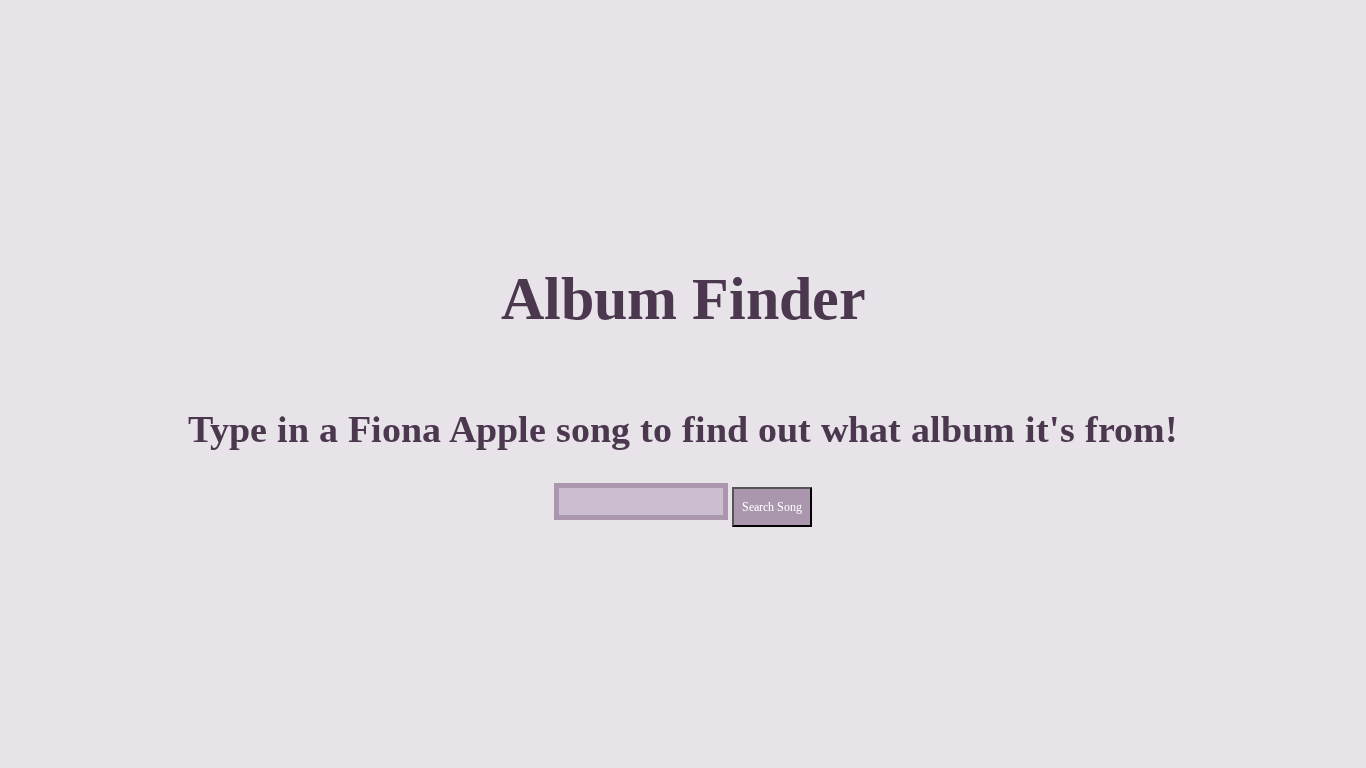 Album Finder
Type in a Fiona Apple song to find out what album it's from!
Search Song